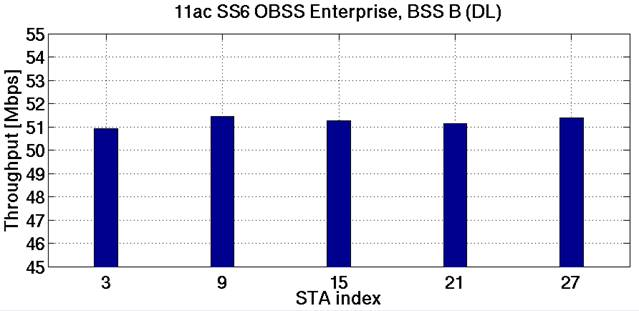 11ac SS6 OBSS Enterprise, BSS B (DL)
Throughput [Mbps]
55
54
53
52
51
50
49
48
47
46
45
3 9 15 21 27
STA index